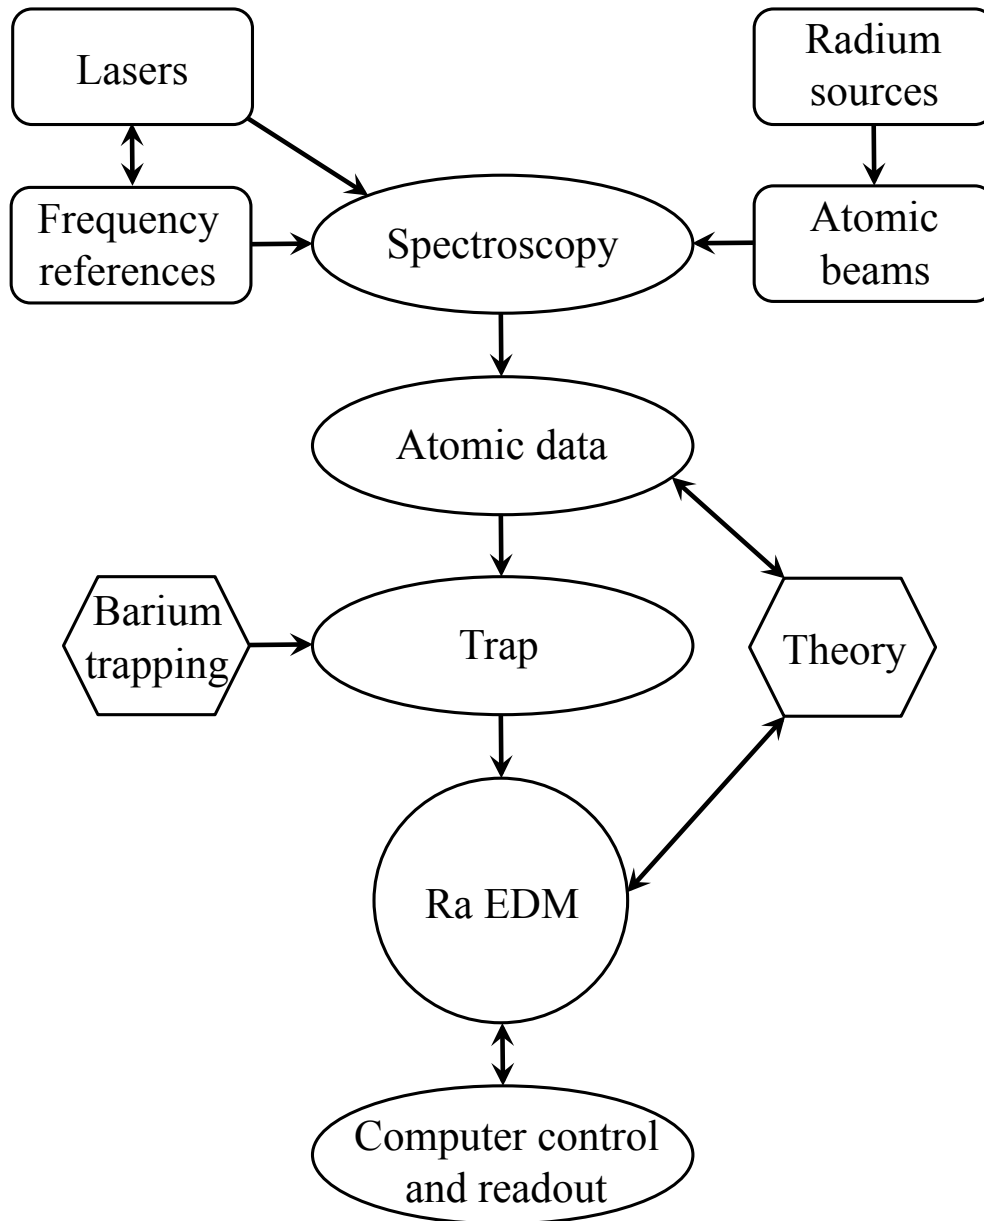 Lasers
Radium
sources
Frequency
references
Spectroscopy
Atomic
beams
Atomic data
Barium
trapping
Trap
Theory
Ra EDM
Computer control
and readout